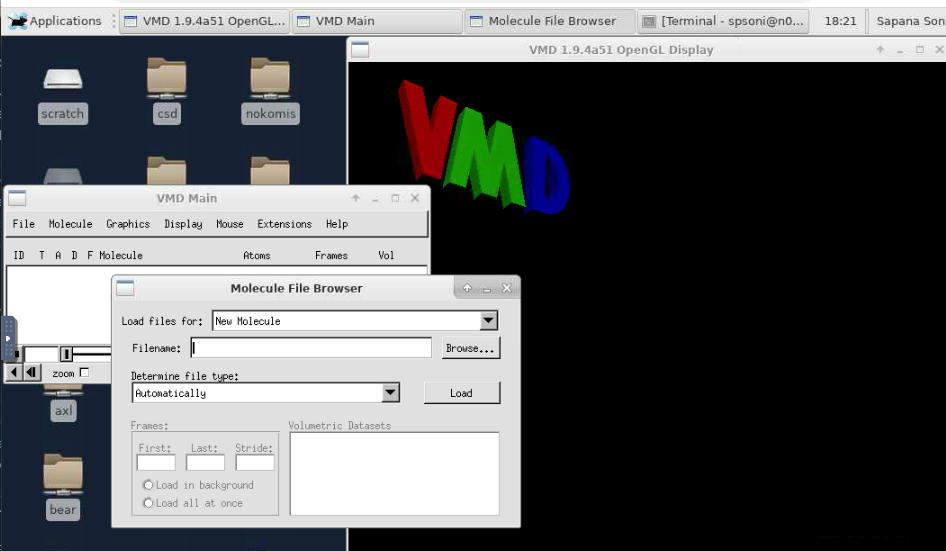 Applications
VMD 1.9.4a51 OpenGL...
VMD Main
Molecule File Browser
[Terminal - spsoni@n0...
18:21
Sapana Son
VMD 1.9.4a51 OpenGL Display
scratch
csd
nokomis
VMD
VMD Main
File Molecule Graphics Display Mouse Extensions Help
ID T A D F Molecule Atoms Frames Vol
Molecule File Browser
Load files for: New Molecule
Filename: Browse...
Determine file type:
Automatically Load
zoom
Frames: Volumetric Datasets
First: Last: Stride:
Load in background
Load all at once
axl
bear